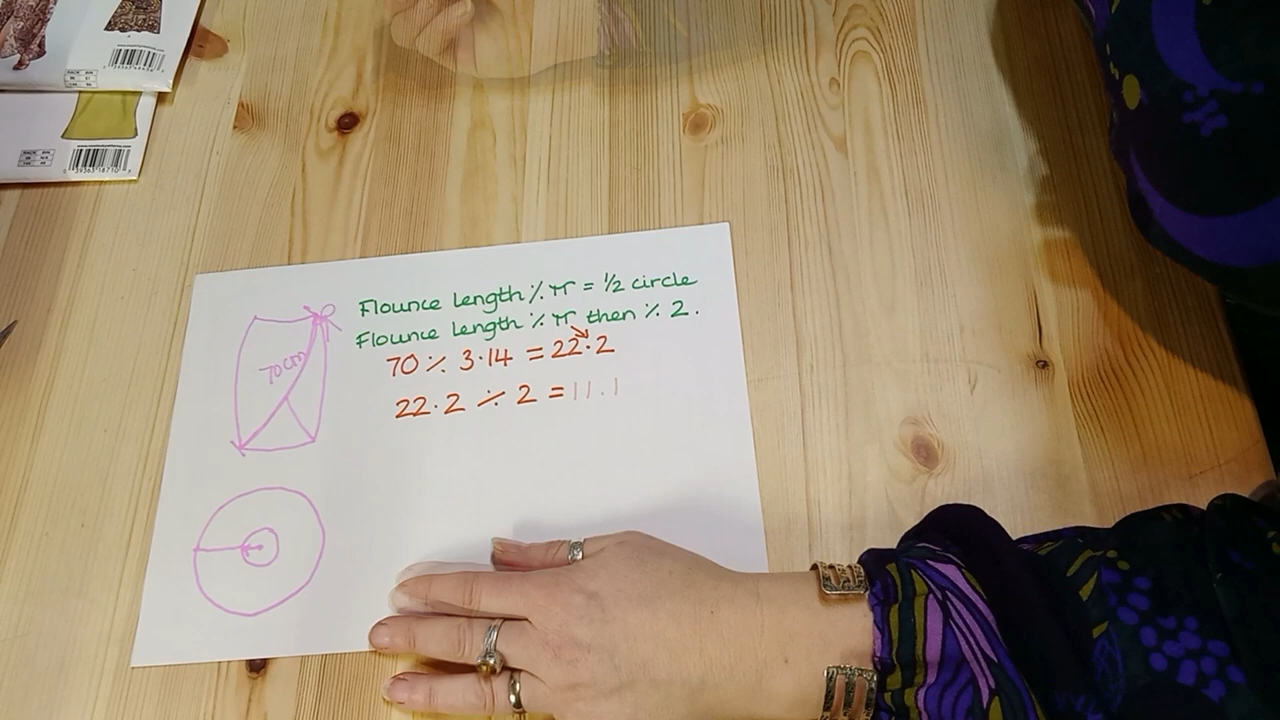 Flounce length ٪ π = ½ circle
Flounce length ٪ π then ٪ 2.
70 ٪ 3·14 = 22·2
22·2 ÷ 2 = 11.1
70cm